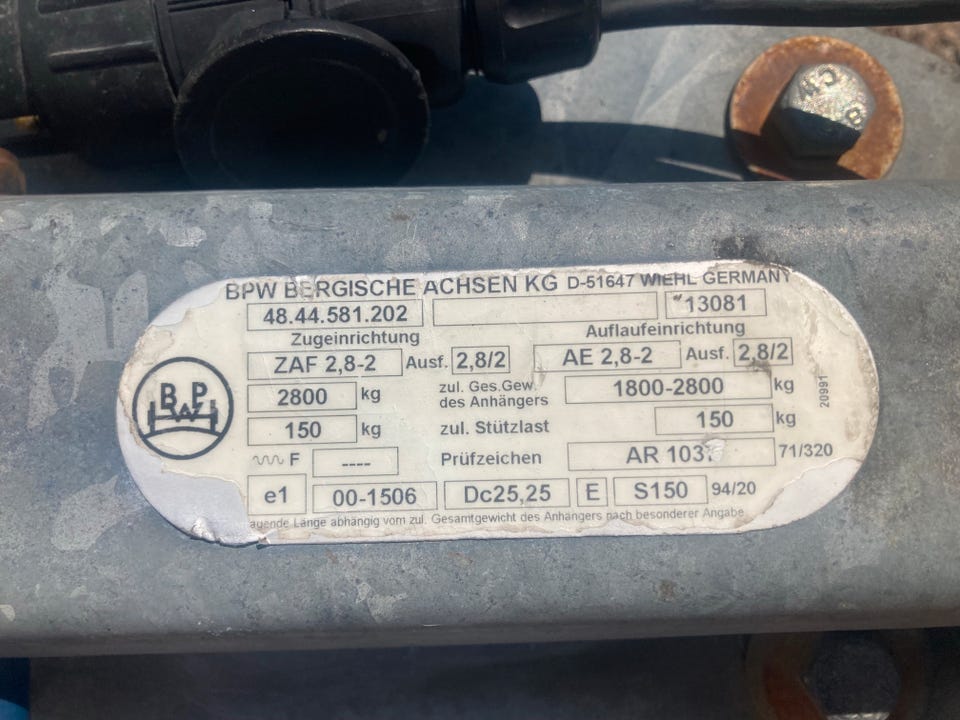 BPW BERGISCHE ACHSEN KG D-51647 WIEHL GERMANY
48.44.581.202 13081
Zugeinrichtung Auflaufeinrichtung
ZAF 2,8-2 Ausf. 2,8/2 AE 2,8-2 Ausf. 2,8/2
BPW
2800 kg zul. Ges.Gew. des Anhängers 1800-2800 kg
20991
150 kg zul. Stützlast 150 kg
F ---- Prüfzeichen 71/320
e1 00-1506 Dc25,25 E S150 94/20
Länge abhängig vom zul. Gesamtgewicht des Anhängers nach besonderer Angabe